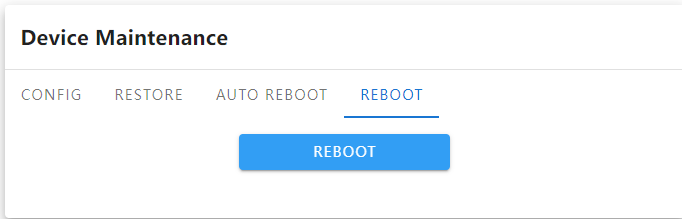 Device Maintenance
CONFIG RESTORE AUTO REBOOT REBOOT
REBOOT